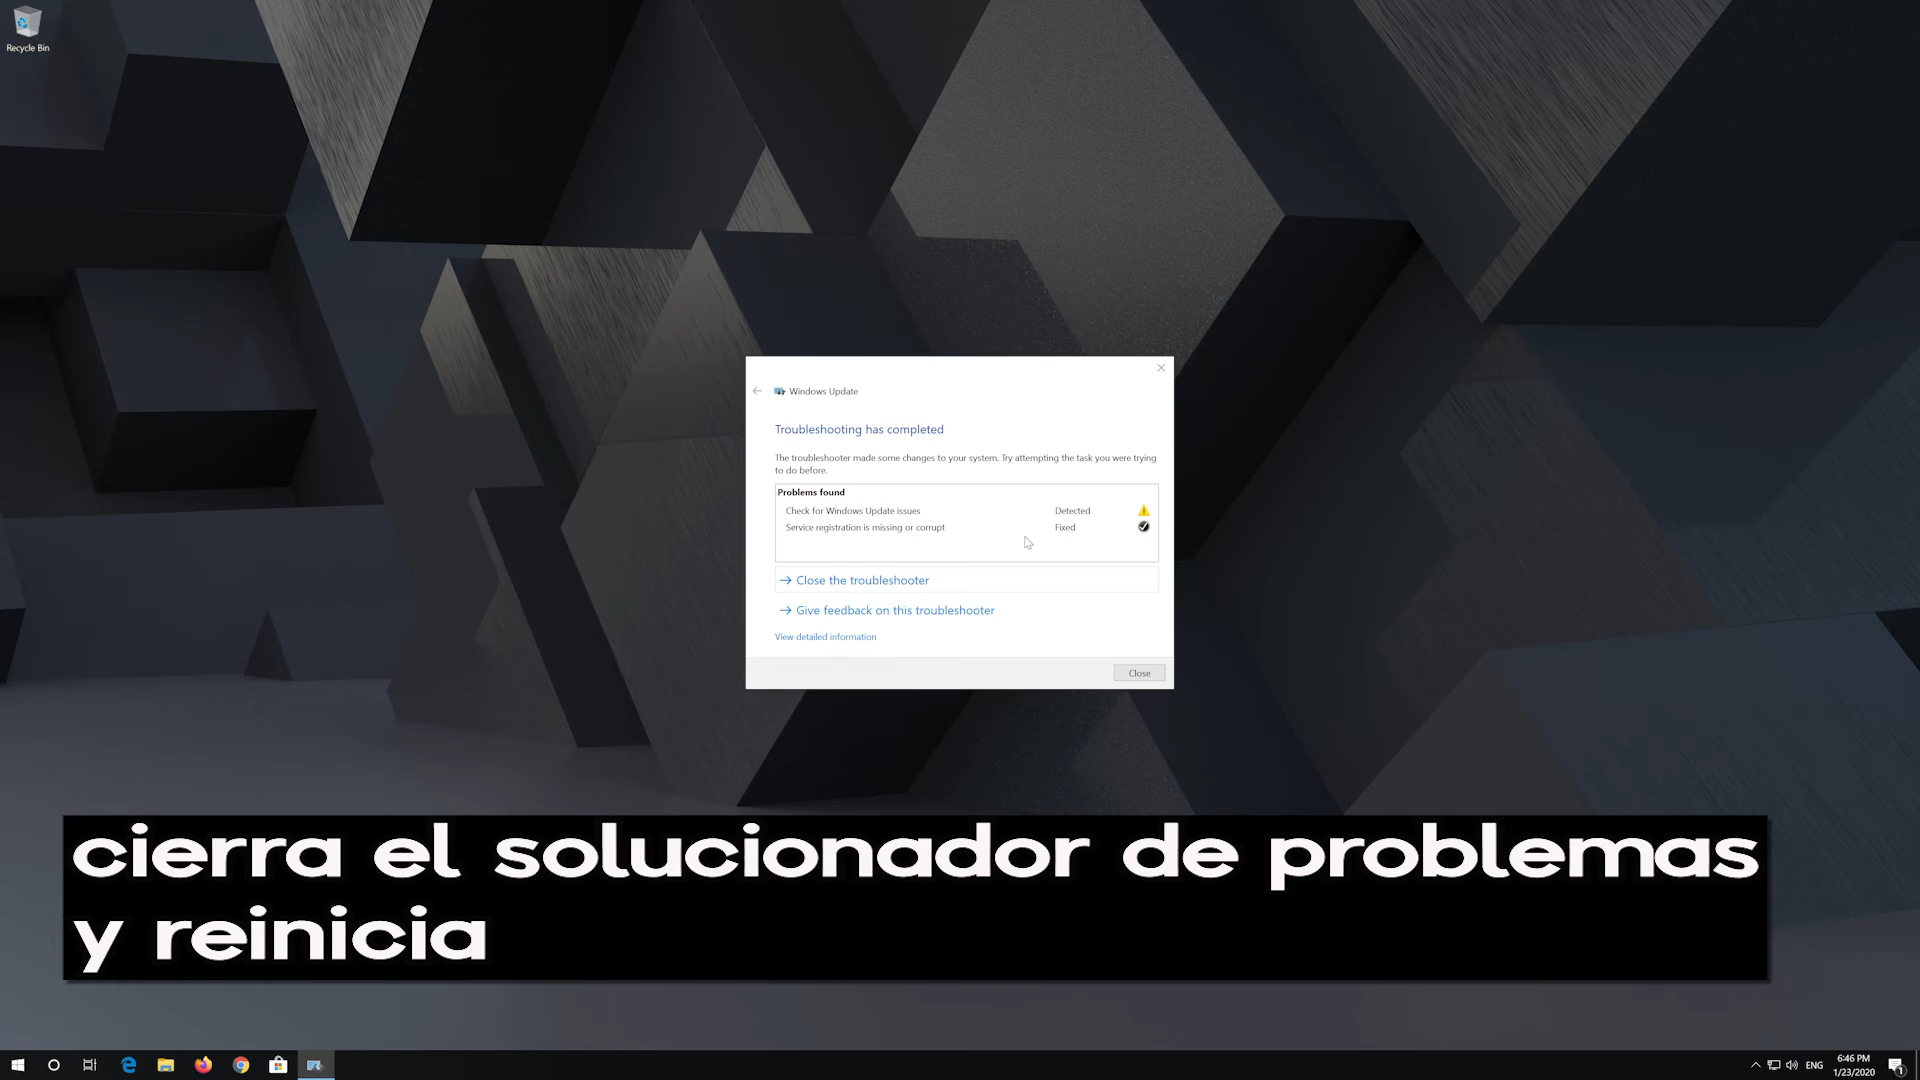 Recycle Bin
Windows Update
Troubleshooting has completed
The troubleshooter made some changes to your system. Try attempting the task you were trying
to do before.
Problems found
Check for Windows Update issues Detected
Service registration is missing or corrupt Fixed
Close the troubleshooter
Give feedback on this troubleshooter
View detailed information
Close
cierra el solucionador de problemas
y reinicia
ENG
6:46 PM
1/23/2020
1